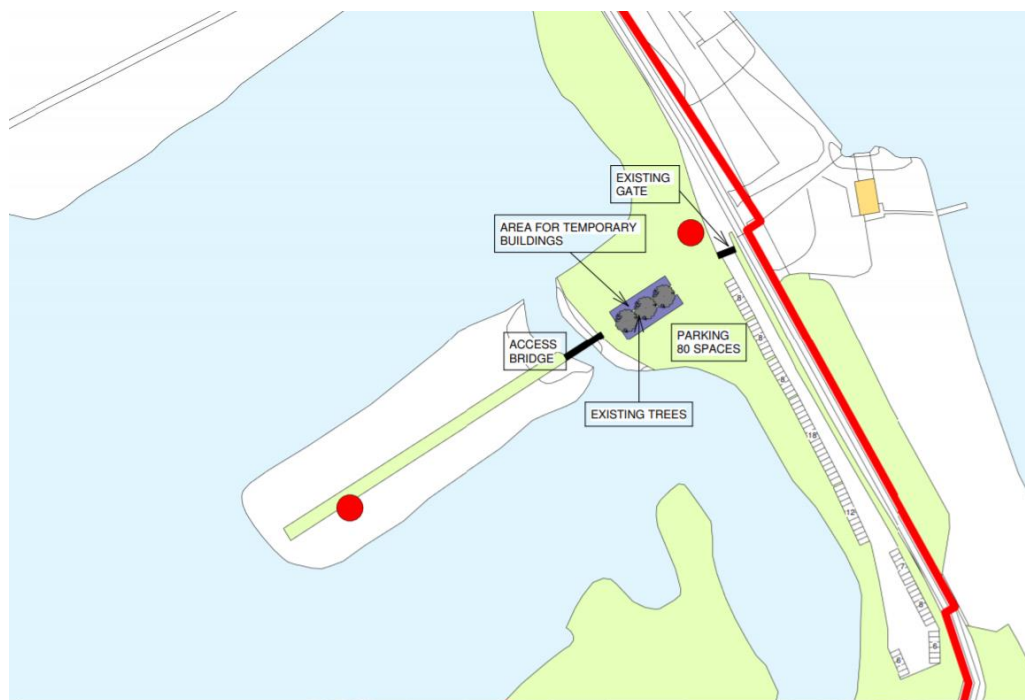 EXISTING
GATE
AREA FOR TEMPORARY
BUILDINGS
ACCESS
BRIDGE
PARKING
80 SPACES
EXISTING TREES
8
8
8
18
12
7
8
6
6